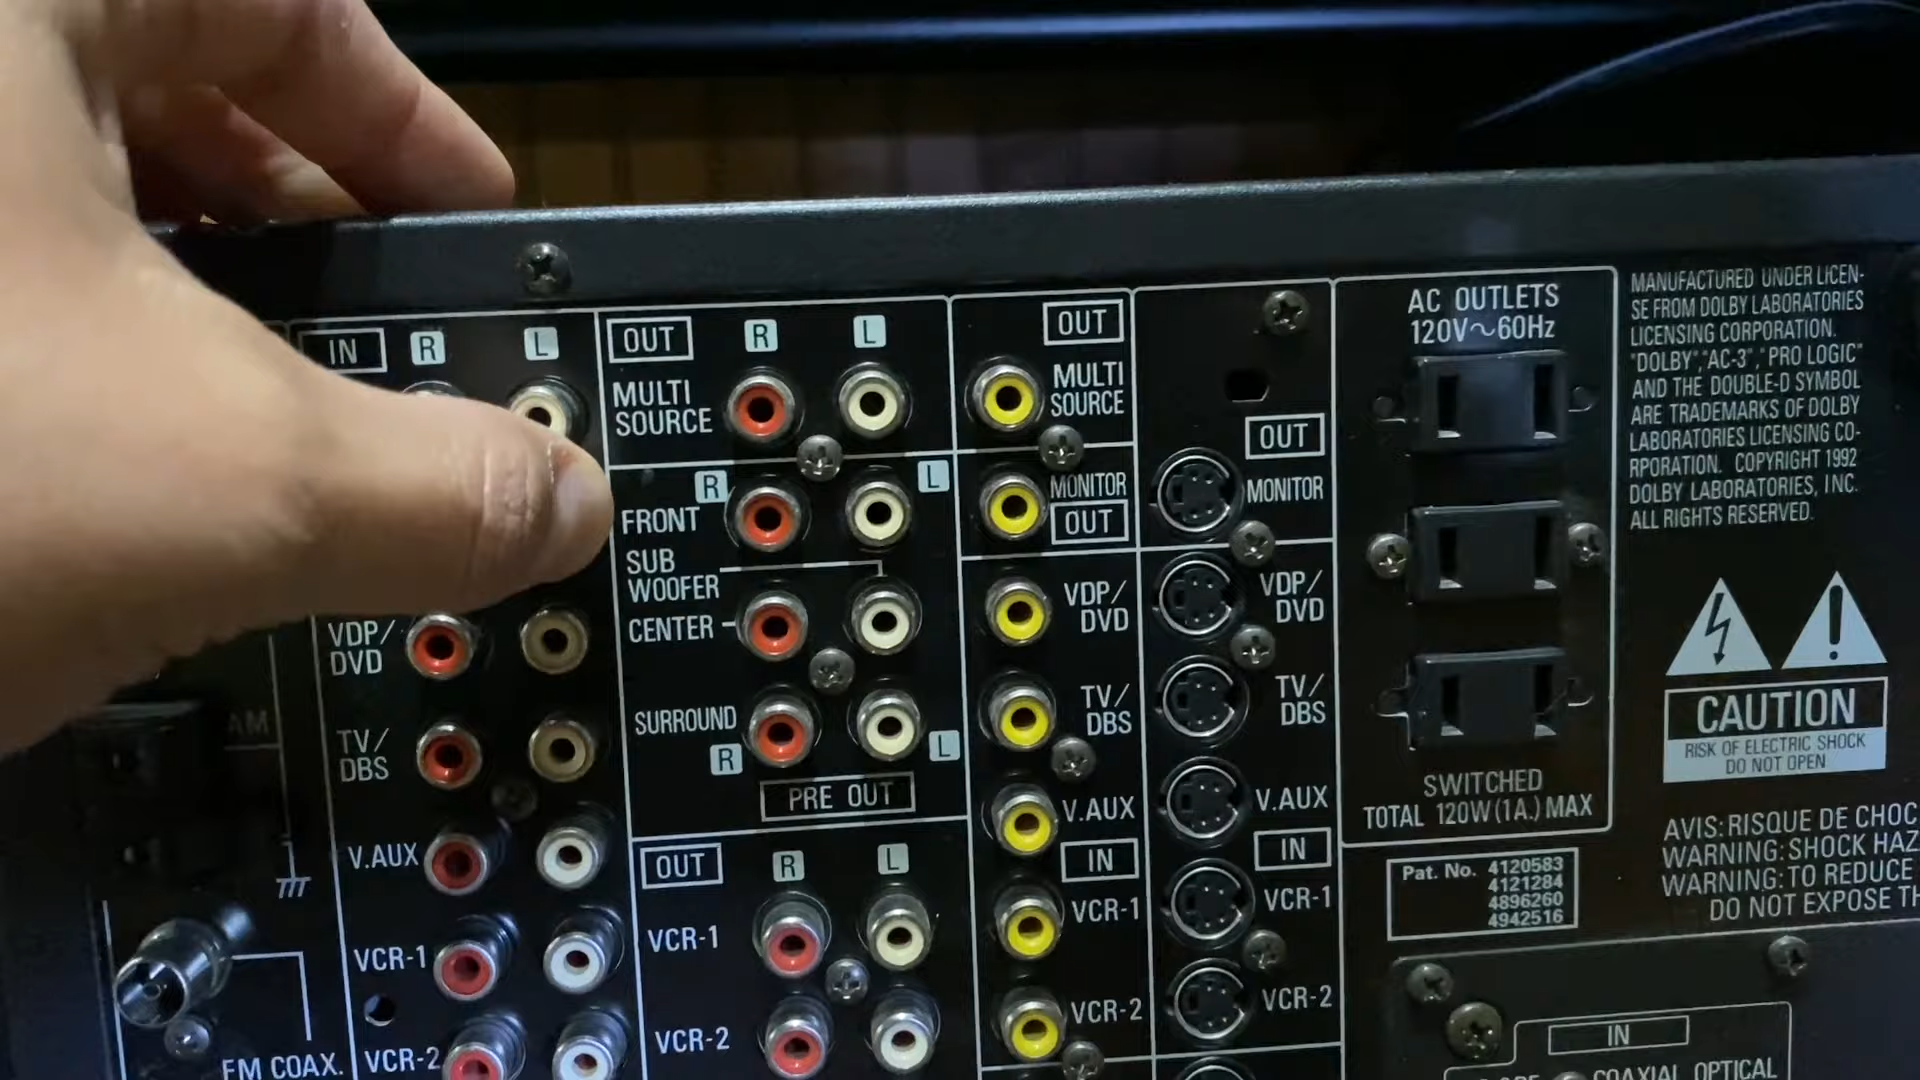 IN
R
L
VDP/
DVD
TV/
DBS
V.AUX
VCR-1
VCR-2
AM
FM COAX.
OUT
R
L
MULTI
SOURCE
R
L
FRONT
SUB
WOOFER
CENTER
SURROUND
R
L
PRE OUT
OUT
R
L
VCR-1
VCR-2
OUT
MULTI
SOURCE
MONITOR
OUT
VDP/
DVD
TV/
DBS
V.AUX
IN
VCR-1
VCR-2
OUT
MONITOR
VDP/
DVD
TV/
DBS
V.AUX
IN
VCR-1
VCR-2
AC OUTLETS
120V~60Hz
SWITCHED
TOTAL 120W(1A.) MAX
Pat. No. 4120583
4121284
4896260
4942516
MANUFACTURED UNDER LICEN-
SE FROM DOLBY LABORATORIES
LICENSING CORPORATION.
"DOLBY", "AC-3", "PRO LOGIC"
AND THE DOUBLE-D SYMBOL
ARE TRADEMARKS OF DOLBY
LABORATORIES LICENSING CO-
RPORATION. COPYRIGHT 1992
DOLBY LABORATORIES, INC.
ALL RIGHTS RESERVED.
CAUTION
RISK OF ELECTRIC SHOCK
DO NOT OPEN
AVIS: RISQUE DE CHOC
WARNING: SHOCK HAZ
WARNING: TO REDUCE
DO NOT EXPOSE TH
IN
COAXIAL OPTICAL